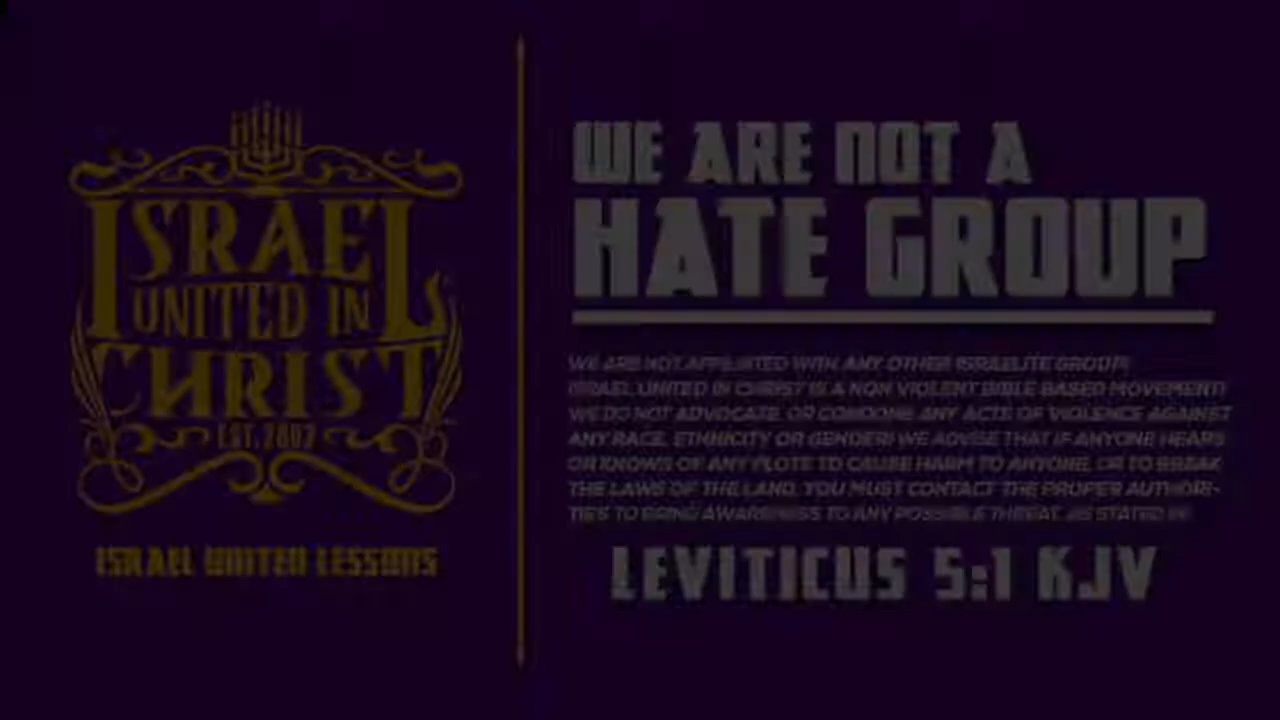 ISRAEL
UNITED IN
CHRIST
EST. 2003
ISRAEL UNITED LESSONS
WE ARE NOT A
HATE GROUP
WE ARE NOT AFFILIATED WITH ANY OTHER ISRAELITE GROUP!
ISRAEL UNITED IN CHRIST IS A NON VIOLENT BIBLE BASED MOVEMENT!
WE DO NOT ADVOCATE, OR CONDONE ANY ACTS OF VIOLENCE AGAINST
ANY RACE, ETHNICITY OR GENDER! WE ADVISE THAT IF ANYONE HEARS
OR KNOWS OF ANY PLOTS TO CAUSE HARM TO ANYONE, OR TO BREAK
THE LAWS OF THE LAND, YOU MUST CONTACT THE PROPER AUTHORI-
TIES TO BRING AWARENESS TO ANY POSSIBLE THREAT, AS STATED IN
LEVITICUS 5:1 KJV